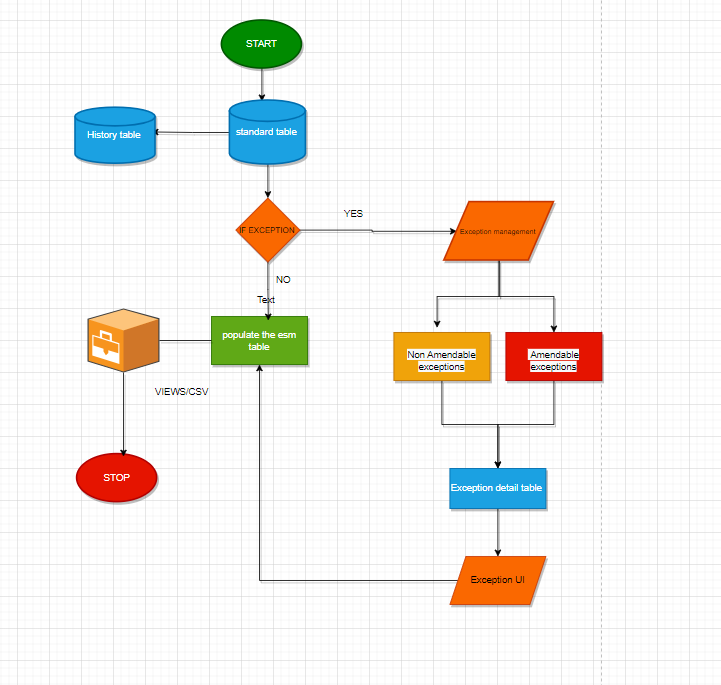 START
History table
standard table
YES
IF EXCEPTION
Exception management
NO
Text
populate the esm
table
Non Amendable
exceptions
Amendable
exceptions
VIEWS/CSV
STOP
Exception detail table
Exception UI